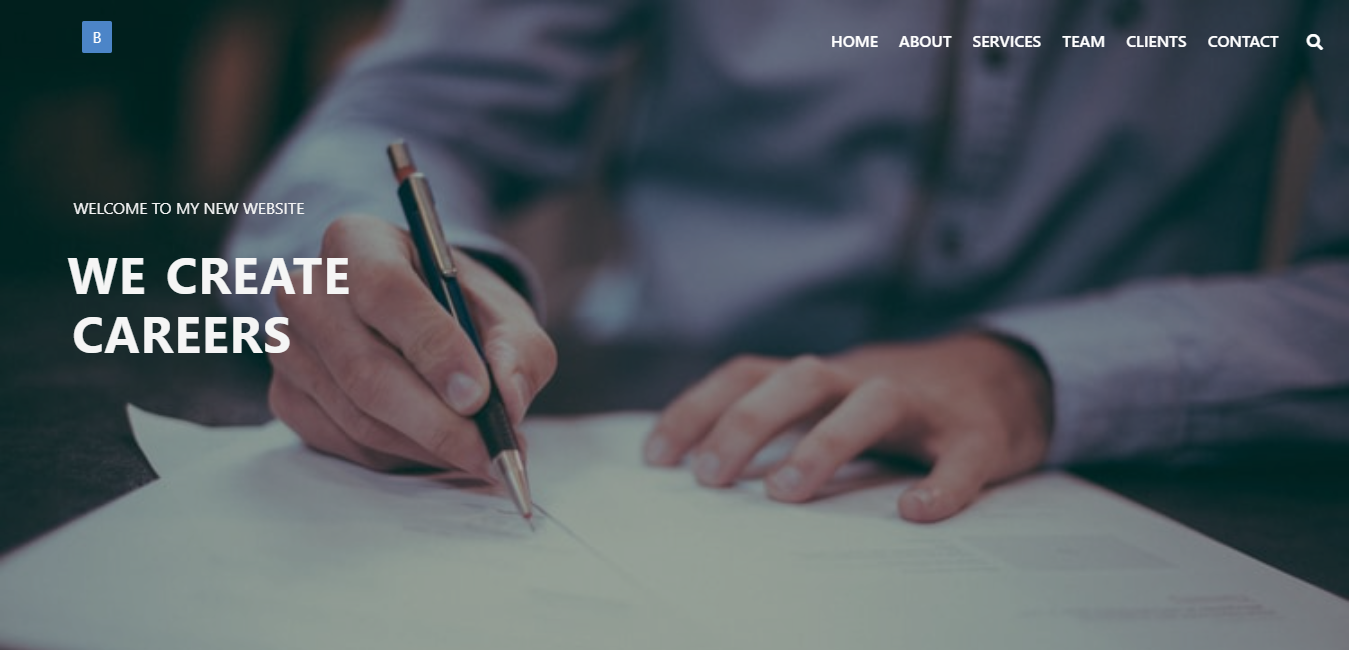 B
HOME ABOUT SERVICES TEAM CLIENTS CONTACT
WELCOME TO MY NEW WEBSITE
WE CREATE
CAREERS